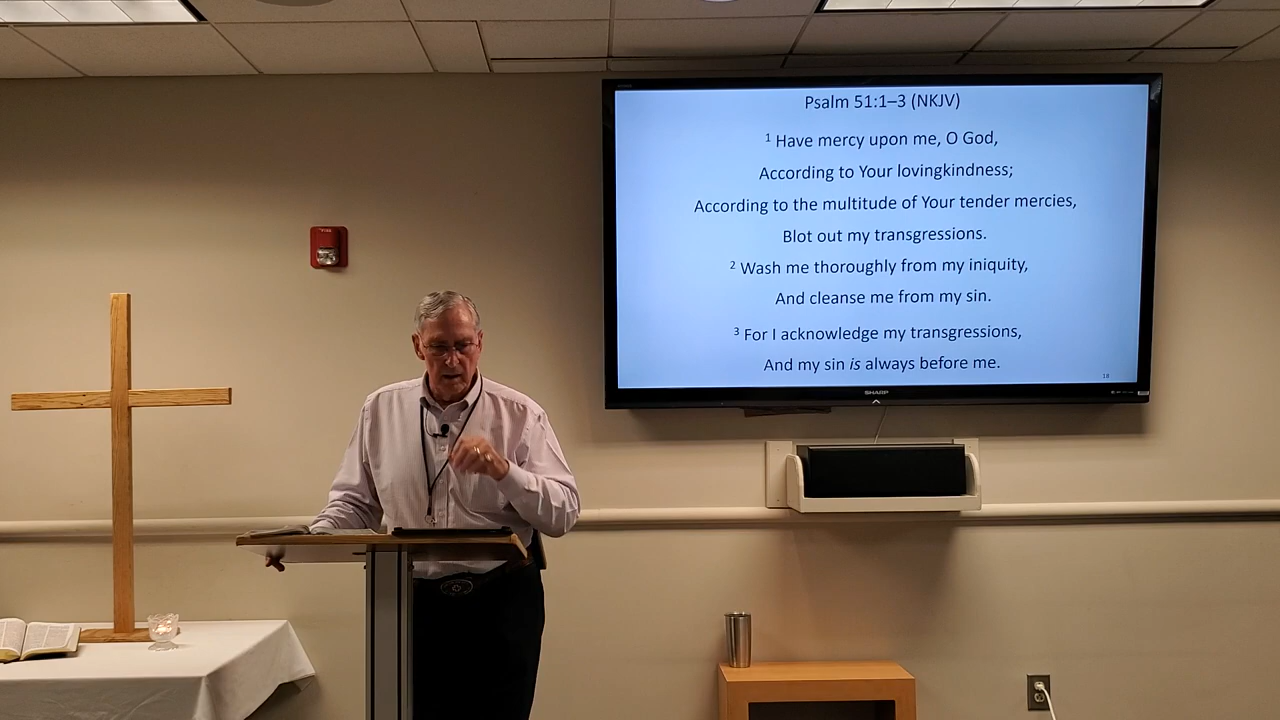 Psalm 51:1–3 (NKJV)
1 Have mercy upon me, O God,
According to Your lovingkindness;
According to the multitude of Your tender mercies,
Blot out my transgressions.
2 Wash me thoroughly from my iniquity,
And cleanse me from my sin.
3 For I acknowledge my transgressions,
And my sin is always before me.
18
SHARP
FIRE